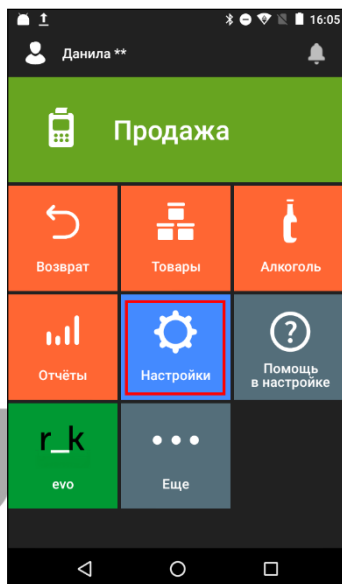 16:05
Данила **
Продажа
Возврат
Товары
Алкоголь
Отчёты
Настройки
Помощь
в настройке
r_k
evo
Еще